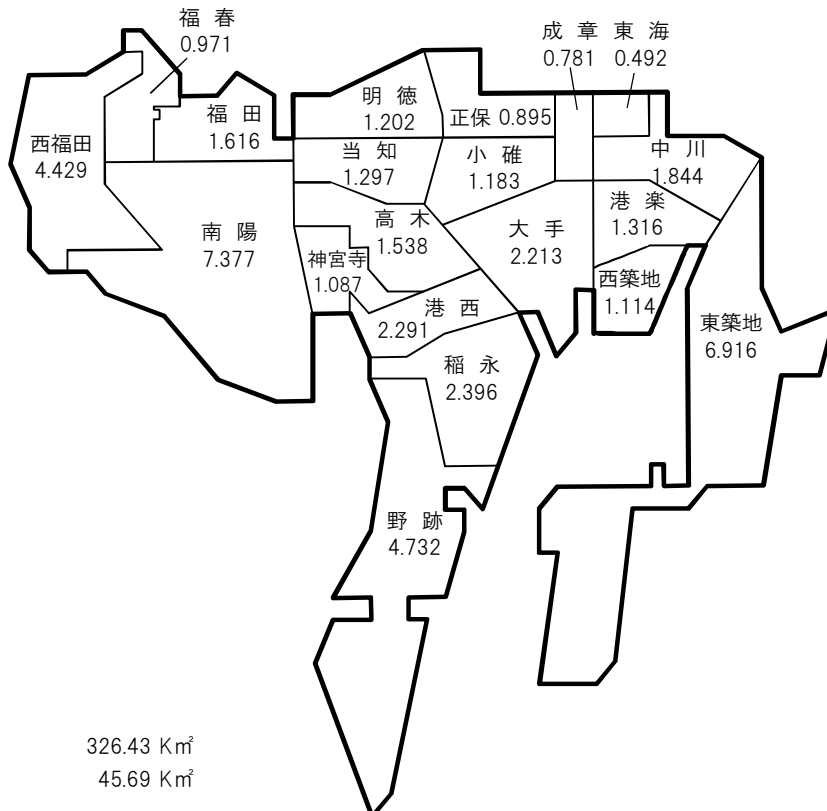 福春
0.971
成章
0.781
東海
0.492
明徳
1.202
正保 0.895
福田
1.616
西福田
4.429
当知
1.297
小碓
1.183
中川
1.844
港楽
1.316
高木
1.538
大手
2.213
南陽
7.377
神宮寺
1.087
西築地
1.114
港西
2.291
東築地
6.916
稲永
2.396
野跡
4.732
326.43 K㎡
45.69 K㎡